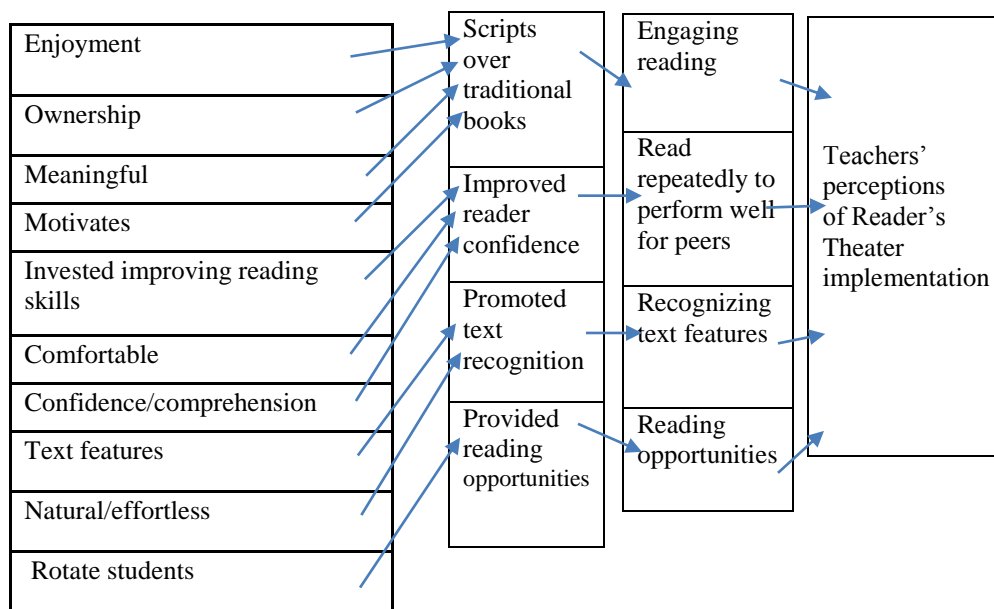 Enjoyment
Ownership
Meaningful
Motivates
Invested improving reading
skills
Comfortable
Confidence/comprehension
Text features
Natural/effortless
Rotate students
Scripts
over
traditional
books
Improved
reader
confidence
Promoted
text
recognition
Provided
reading
opportunities
Engaging
reading
Read
repeatedly to
perform well
for peers
Recognizing
text features
Reading
opportunities
Teachers’
perceptions
of Reader’s
Theater
implementation